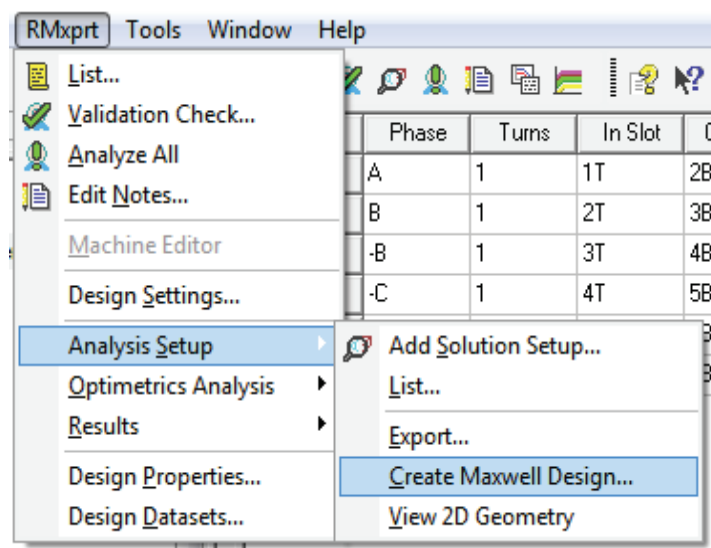 RMxprt Tools Window Help
List...
Validation Check...
Analyze All
Edit Notes...
Machine Editor
Design Settings...
Analysis Setup
Optimetrics Analysis
Results
Design Properties...
Design Datasets...
Phase Turns In Slot
A 1 1T 2B
B 1 2T 3B
-B 1 3T 4B
-C 1 4T 5B
Add Solution Setup...
List...
Export...
Create Maxwell Design...
View 2D Geometry